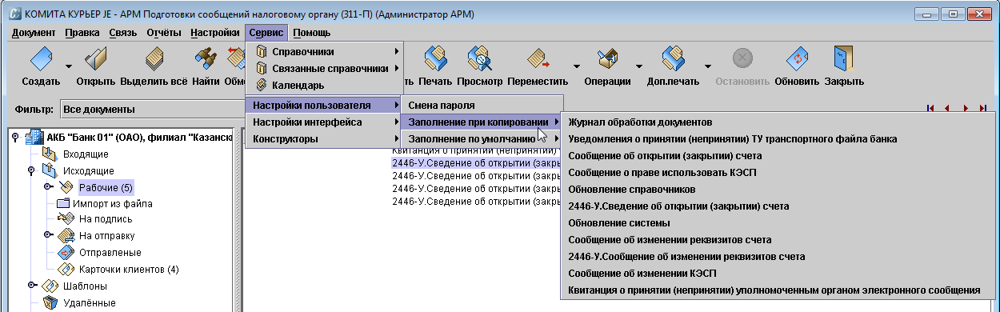 КОМИТА КУРЬЕР JE - АРМ Подготовки сообщений налоговому органу (311-П) (Администратор АРМ)
Документ Правка Связь Отчёты Настройки Сервис Помощь
Создать Открыть Выделить всё Найти Обм ть Печать Просмотр Переместить Операции Доп.печать Остановить Обновить Закрыть
Справочники
Связанные справочники
Календарь
Настройки пользователя
Настройки интерфейса
Конструкторы
Смена пароля
Заполнение при копировании
Заполнение по умолчанию
Журнал обработки документов
Уведомления о принятии (непринятии) ТУ транспортного файла банка
Сообщение об открытии (закрытии) счета
Сообщение о праве использовать КЭСП
Обновление справочников
2446-У.Сведение об открытии (закрытии) счета
Обновление системы
Сообщение об изменении реквизитов счета
2446-У.Сообщение об изменении реквизитов счета
Сообщение об изменении КЭСП
Квитанция о принятии (непринятии) уполномоченным органом электронного сообщения
Фильтр: Все документы
АКБ "Банк 01" (ОАО), филиал "Казанск
Входящие
Исходящие
Рабочие (5)
Импорт из файла
На подпись
На отправку
Отправленые
Карточки клиентов (4)
Шаблоны
Удалённые
Квитанция о принятии (непринятии)
2446-У.Сведение об открытии (закры
2446-У.Сведение об открытии (закры
2446-У.Сведение об открытии (закры
2446-У.Сведение об открытии (закры